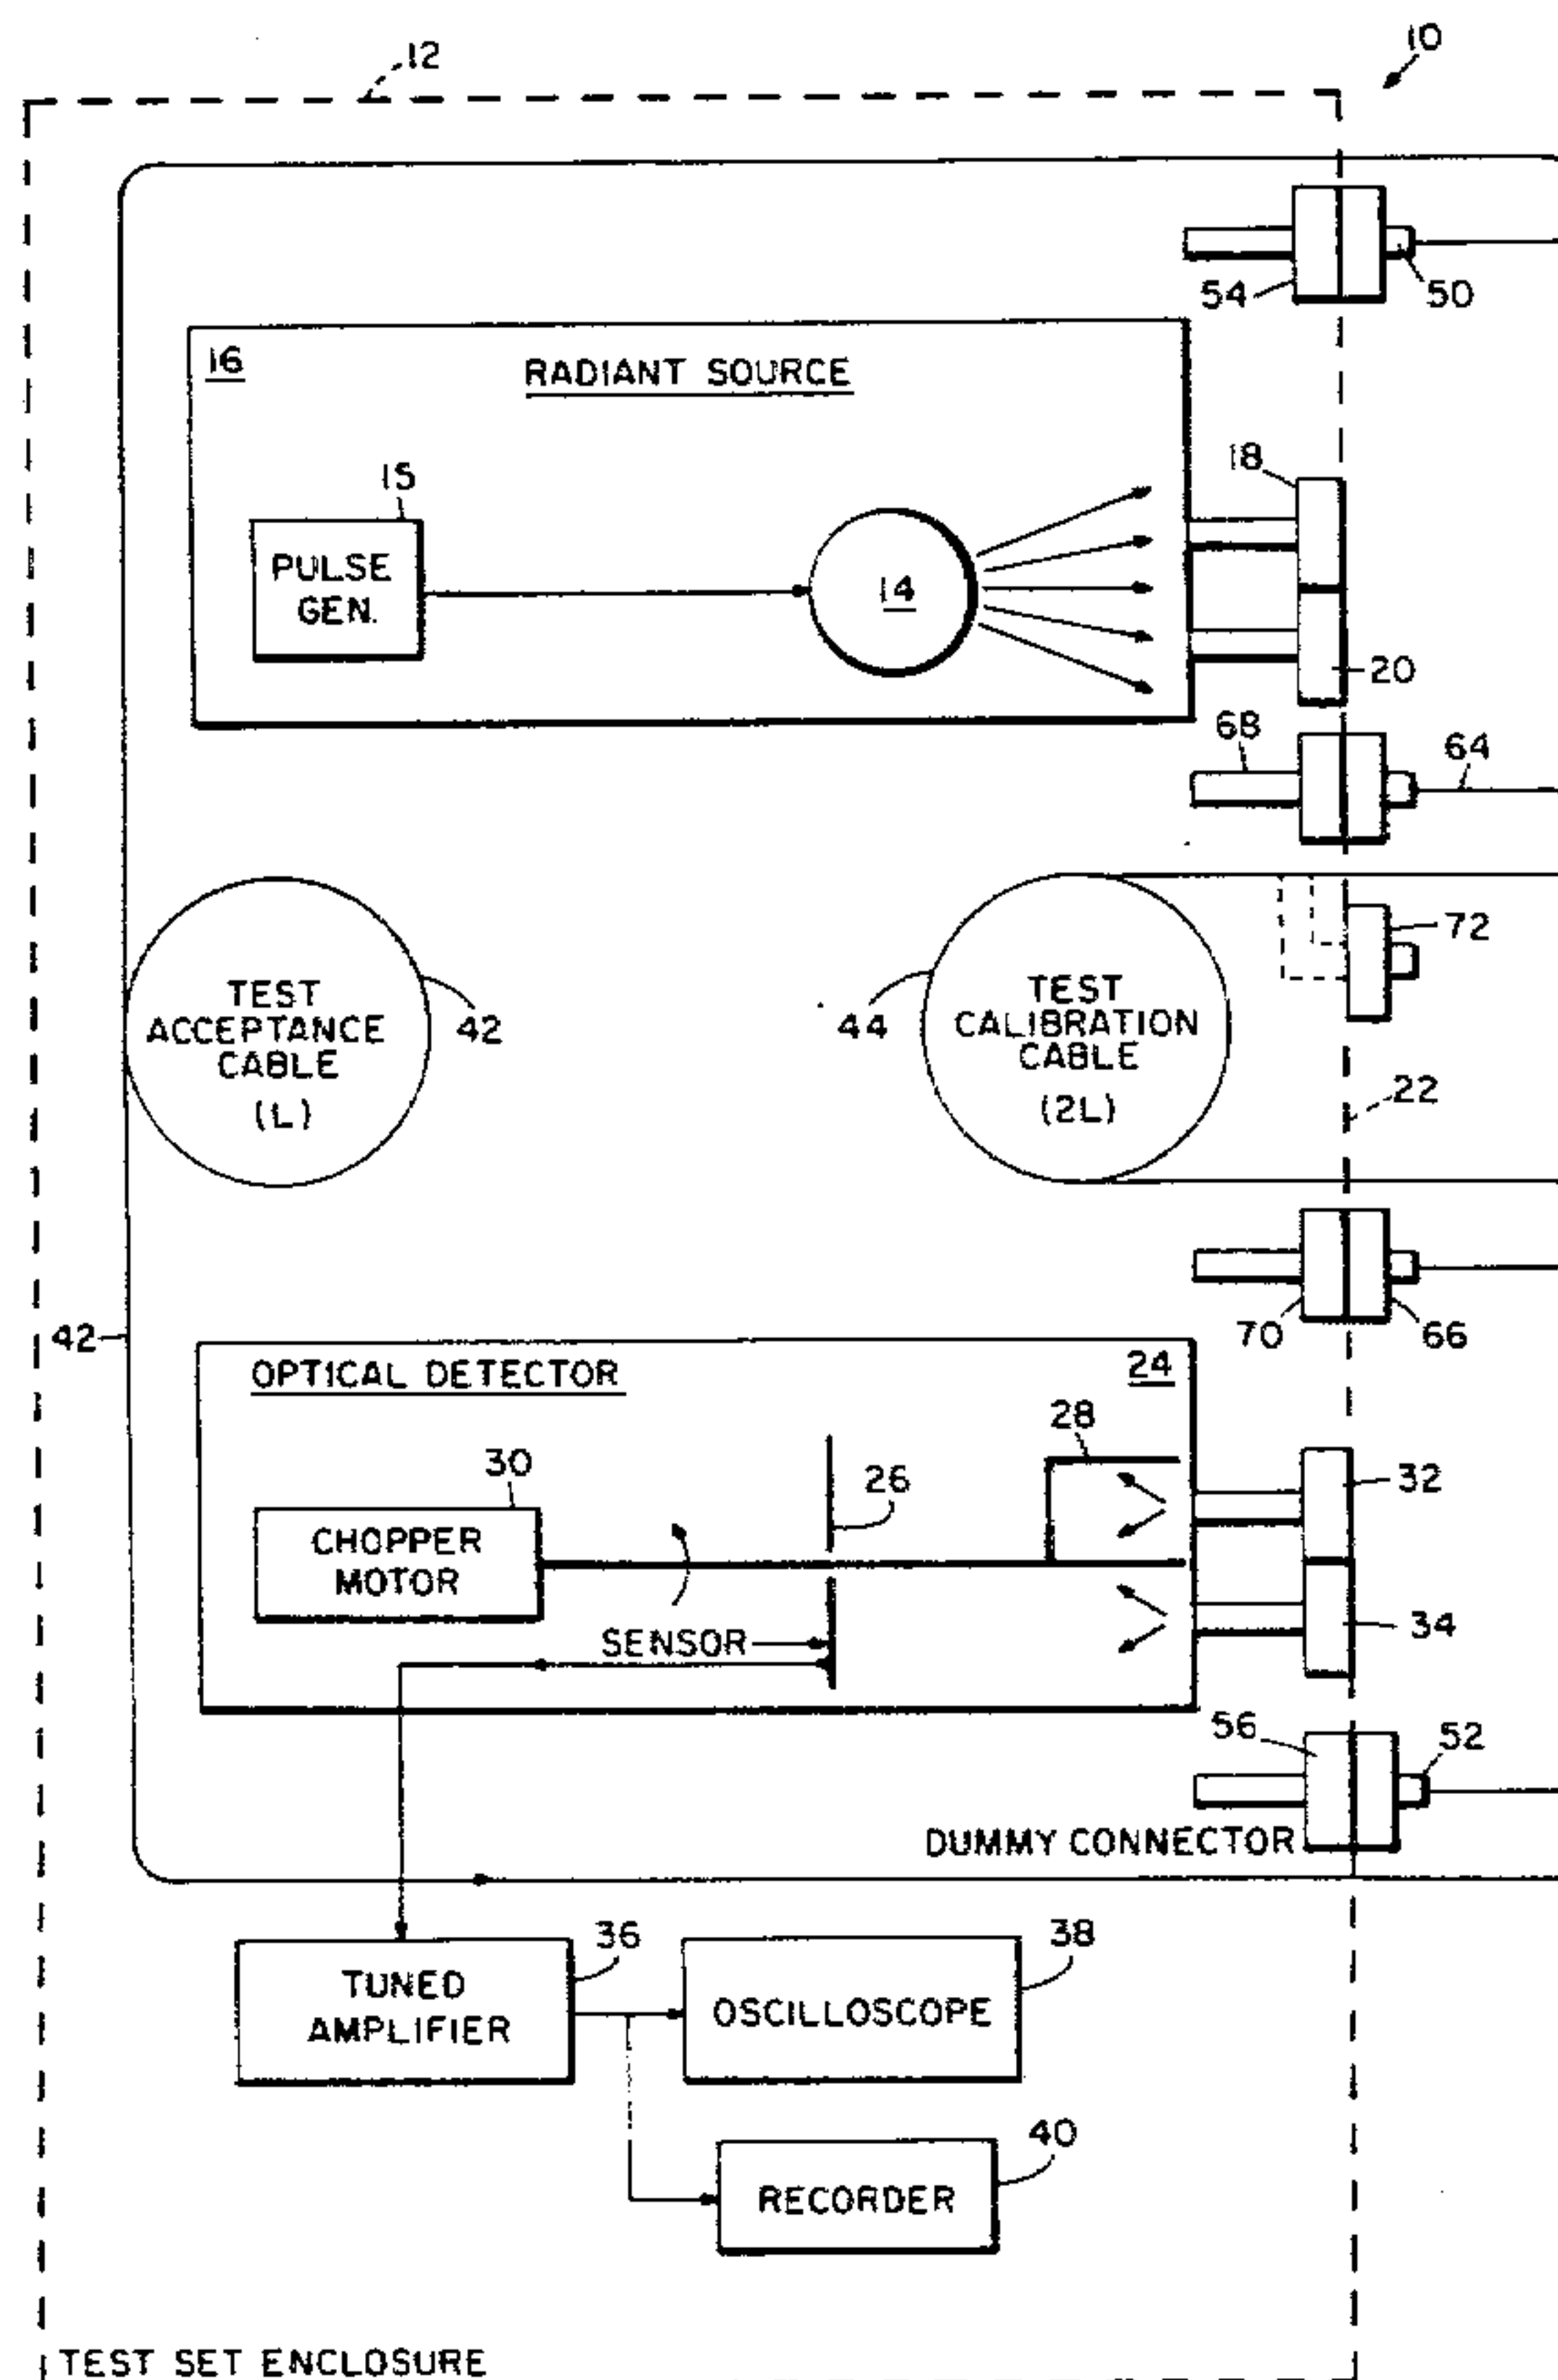 12
10
54
50
16
RADIANT SOURCE
18
15
PULSE
GEN.
14
20
68
64
72
TEST
ACCEPTANCE
CABLE
(L)
42
44
TEST
CALIBRATION
CABLE
(2L)
22
42
70
66
OPTICAL DETECTOR
24
28
30
26
32
CHOPPER
MOTOR
SENSOR
34
56
52
DUMMY CONNECTOR
36
38
TUNED
AMPLIFIER
OSCILLOSCOPE
40
RECORDER
TEST SET ENCLOSURE